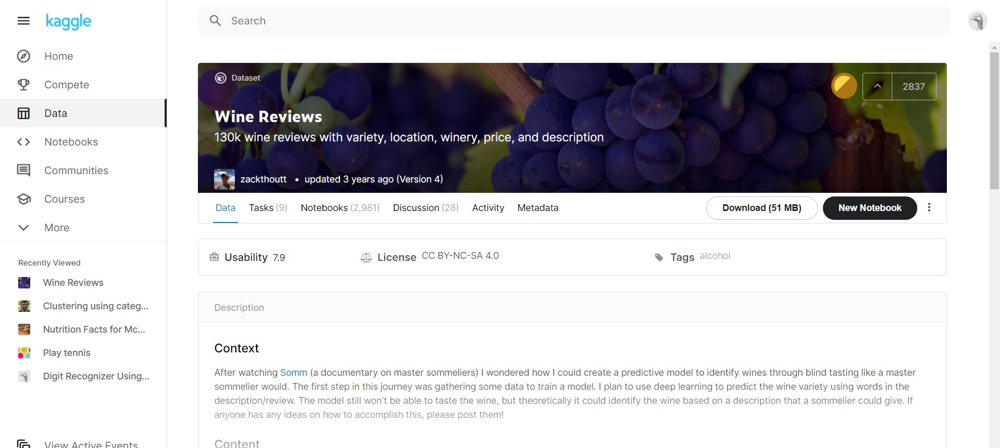 kaggle
Search
Home
Compete
Data
Notebooks
Communities
Courses
More
Recently Viewed
Wine Reviews
Clustering using categ...
Nutrition Facts for Mc...
Play tennis
Digit Recognizer Using...
View Active Events
Dataset
2837
Wine Reviews
130k wine reviews with variety, location, winery, price, and description
zackthoutt • updated 3 years ago (Version 4)
Data Tasks (9) Notebooks (2,981) Discussion (28) Activity Metadata Download (51 MB) New Notebook
Usability 7.9 License CC BY-NC-SA 4.0 Tags alcohol
Description
Context
After watching Somm (a documentary on master sommeliers) I wondered how I could create a predictive model to identify wines through blind tasting like a master
sommelier would. The first step in this journey was gathering some data to train a model. I plan to use deep learning to predict the wine variety using words in the
description/review. The model still won't be able to taste the wine, but theoretically it could identify the wine based on a description that a sommelier could give. If
anyone has any ideas on how to accomplish this, please post them!
Content